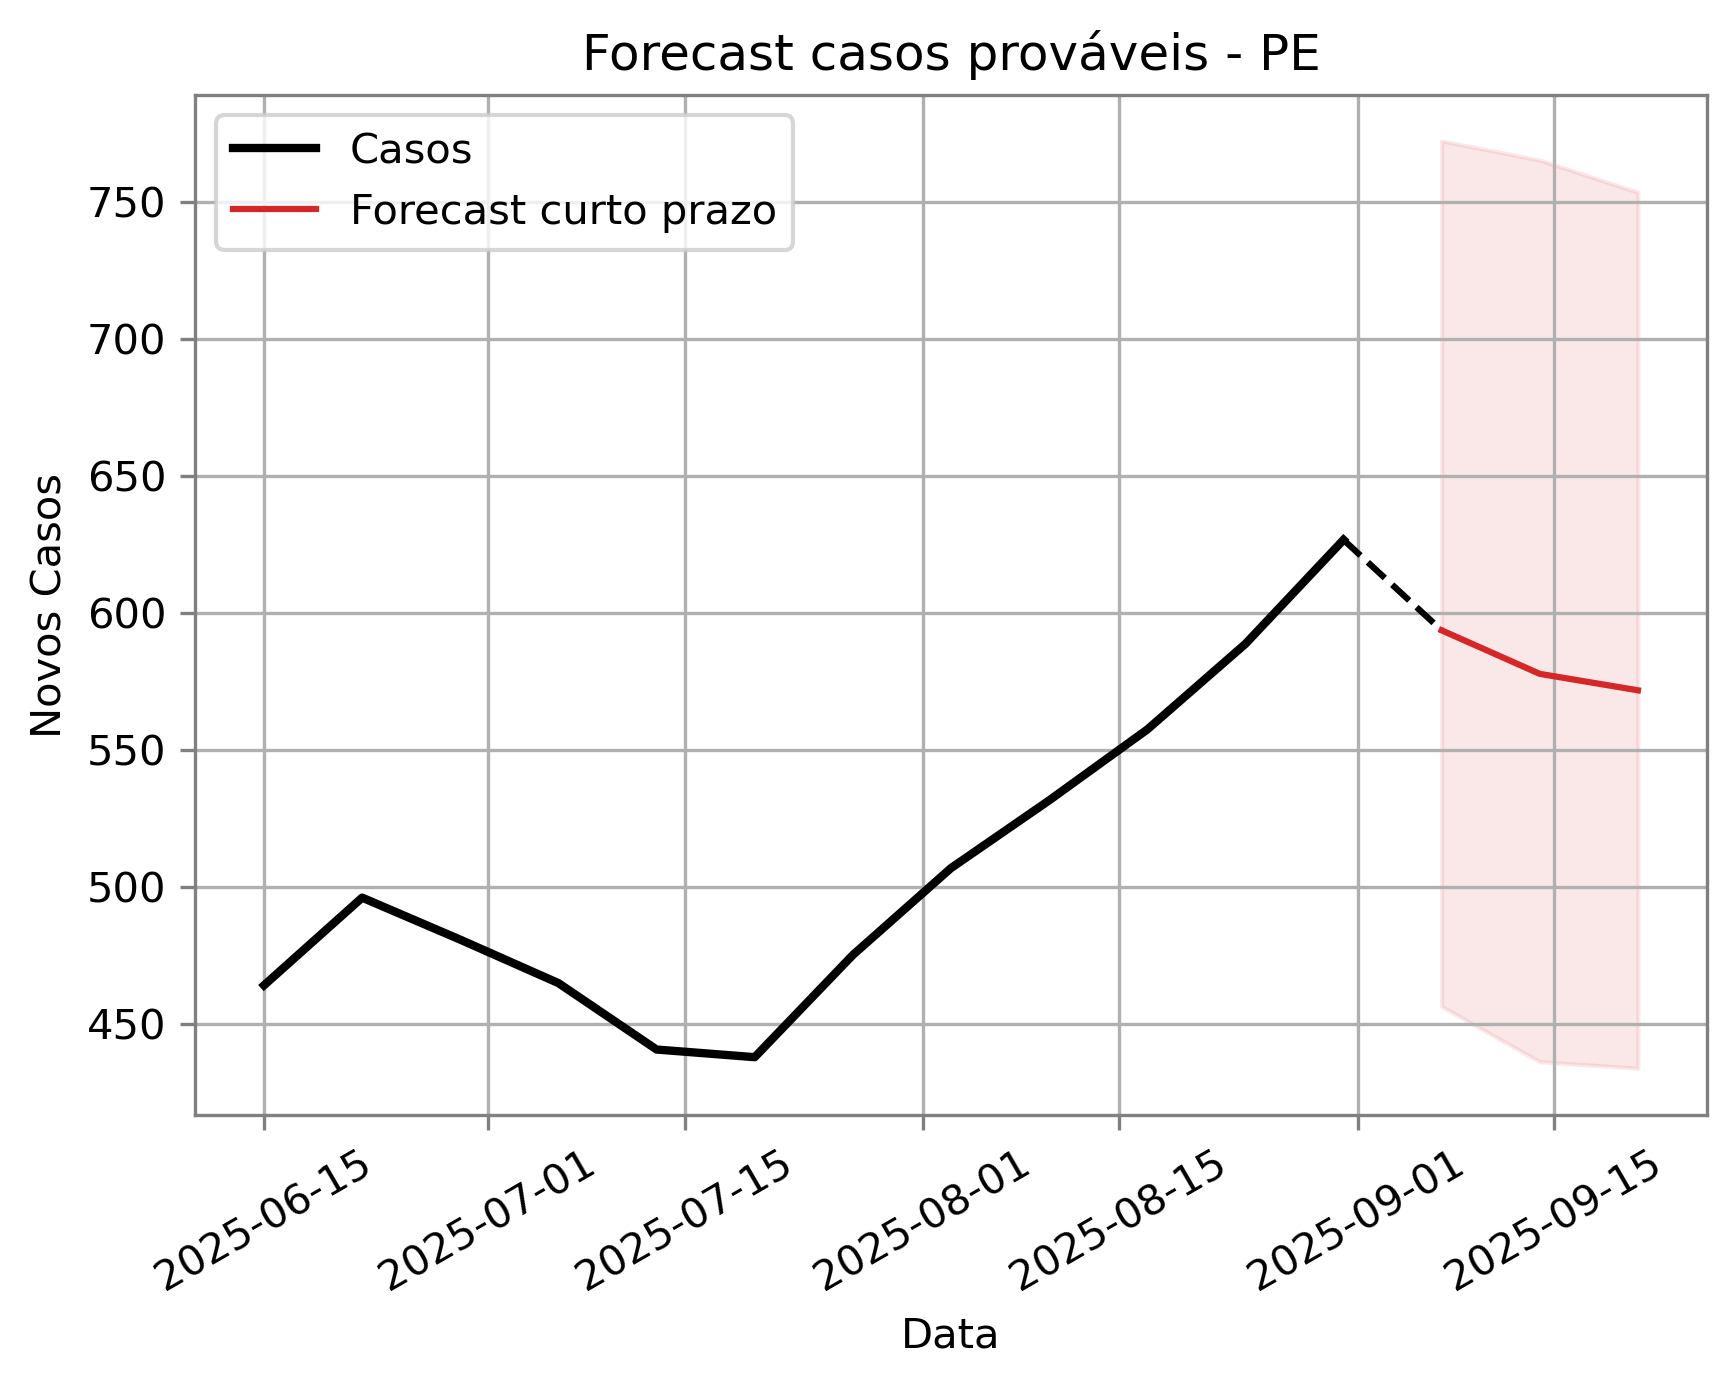 Forecast casos prováveis - PE
Casos
Forecast curto prazo
750
700
650
600
550
500
450
Novos Casos
2025-06-15
2025-07-01
2025-07-15
2025-08-01
2025-08-15
2025-09-01
2025-09-15
Data